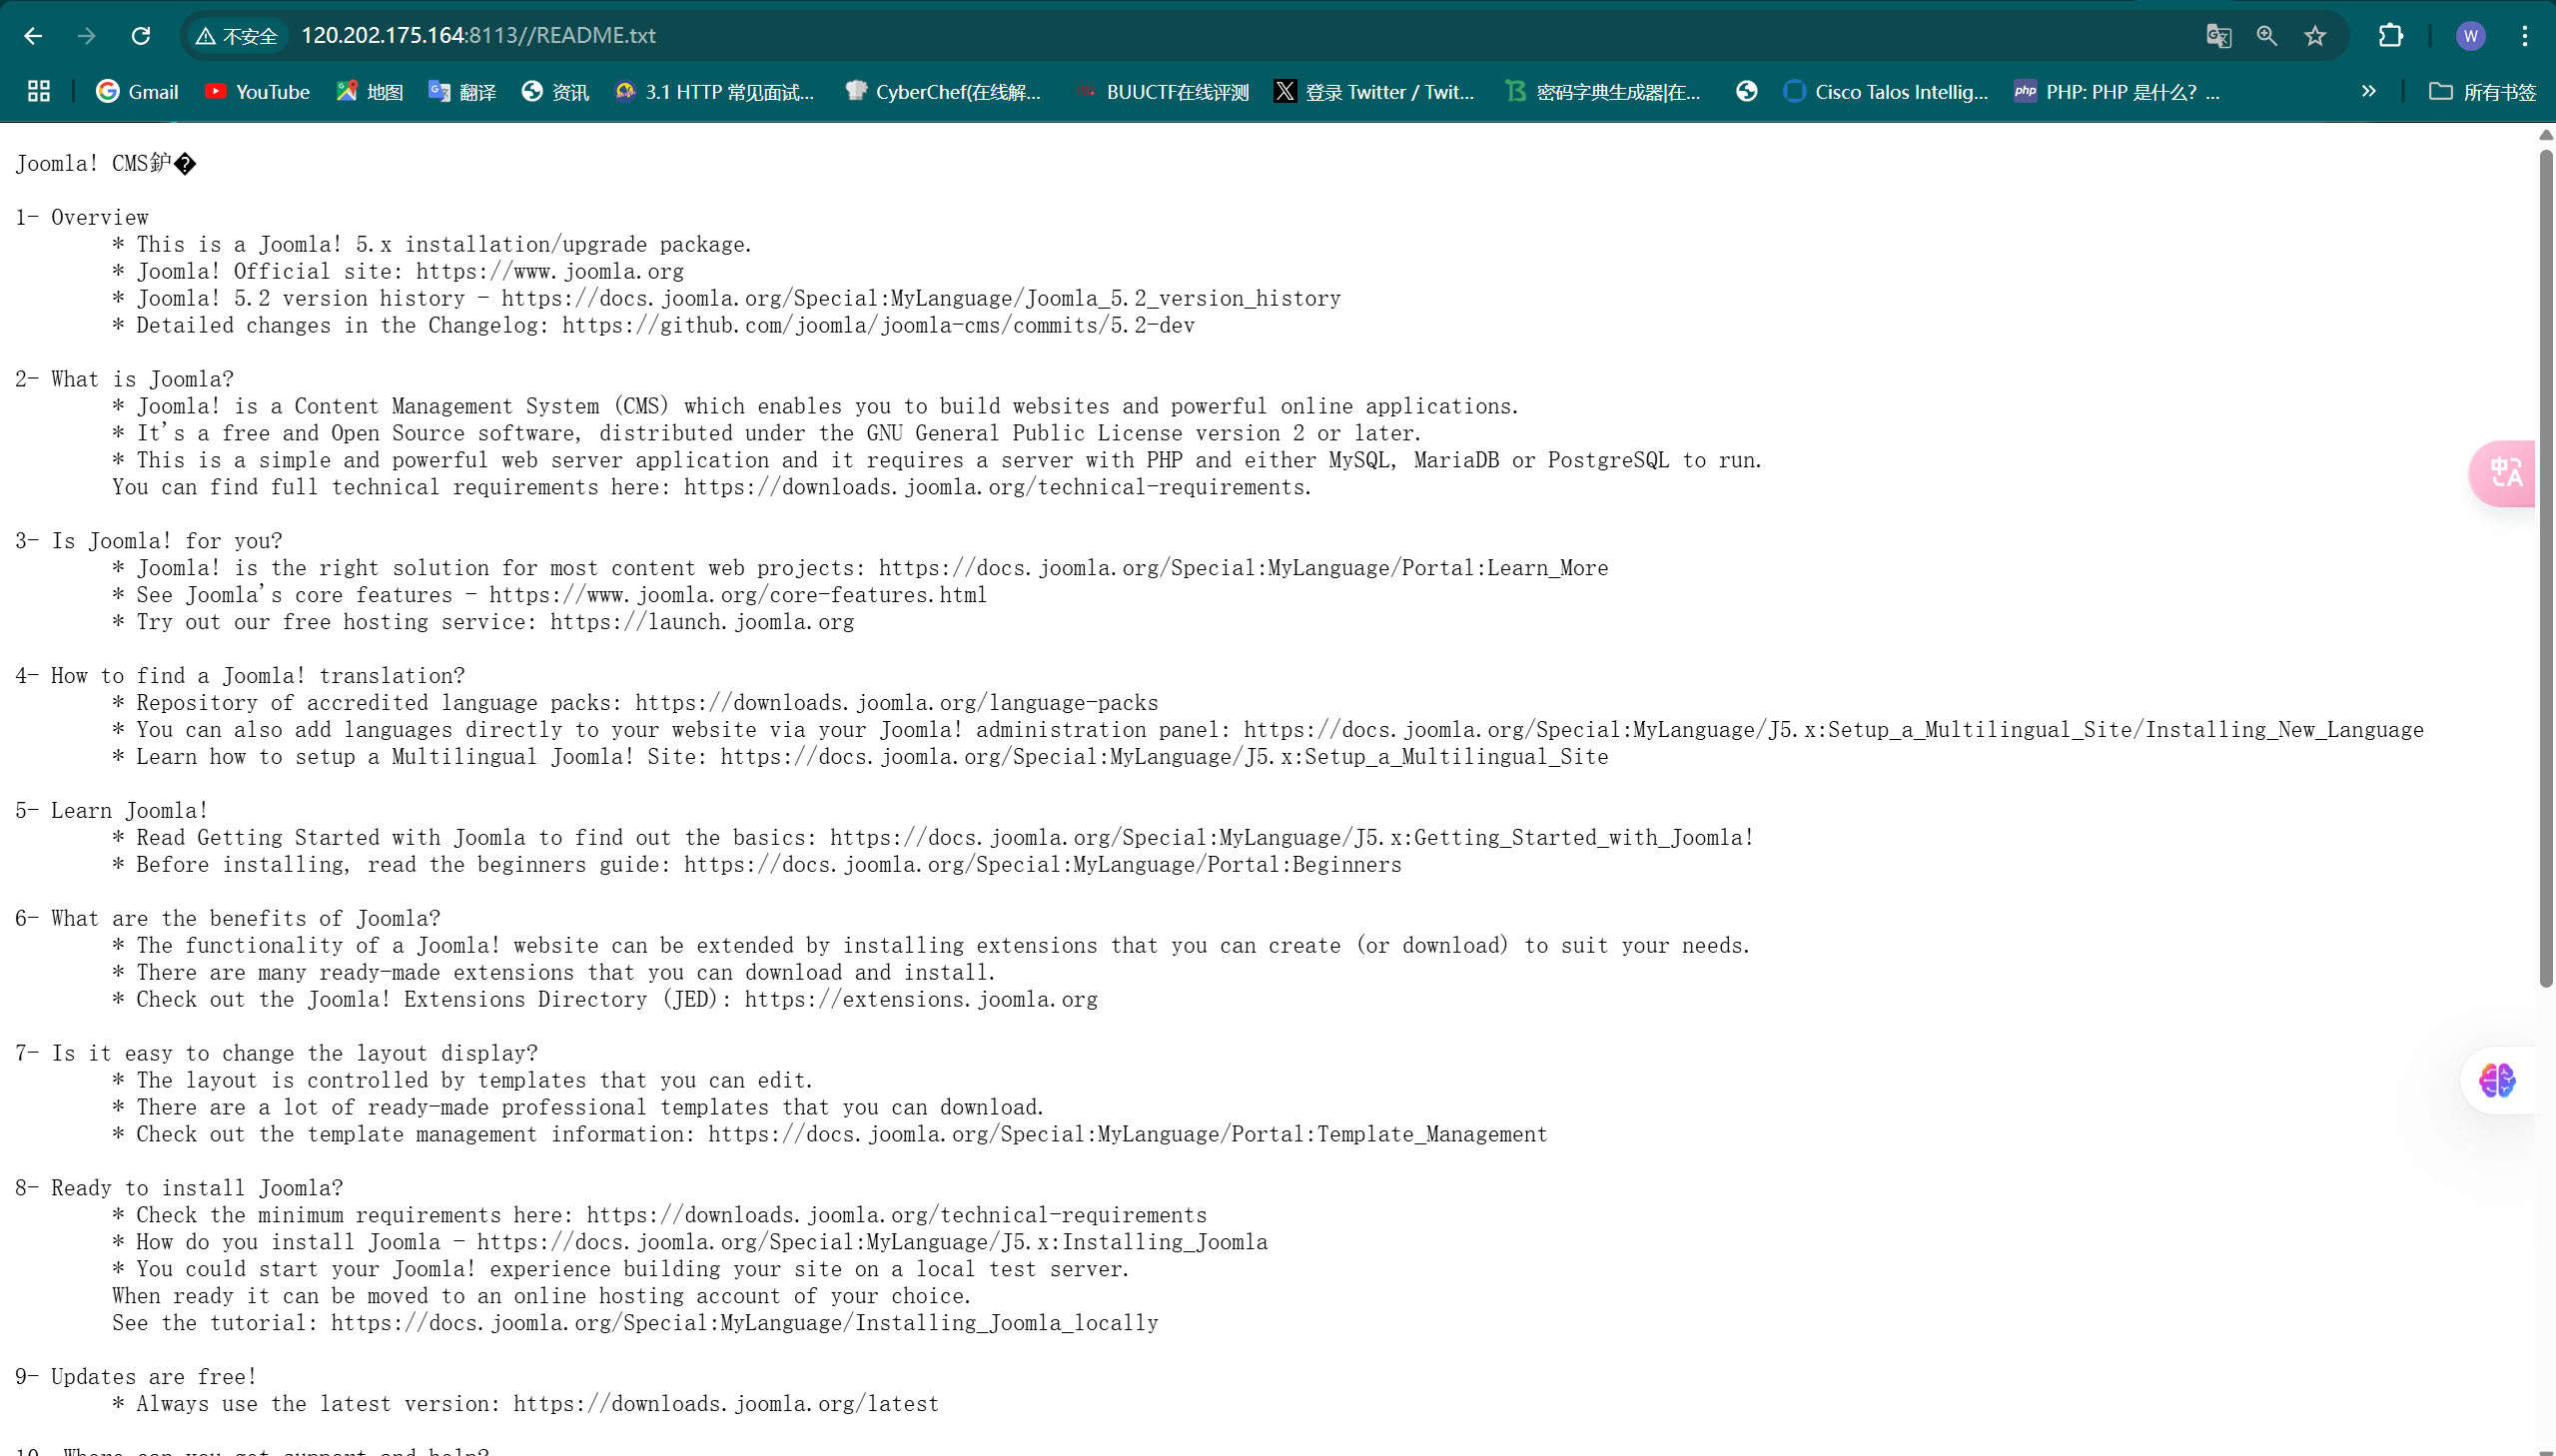 不安全 120.202.175.164:8113//README.txt W
Gmail YouTube 地图 翻译 资讯 3.1 HTTP 常见面试... CyberChef(在线解... BUUCTF在线评测 登录 Twitter / Twit... 密码字典生成器|在... Cisco Talos Intellig... php PHP: PHP 是什么? ... » 所有书签
Joomla! CMS鈩�
1- Overview
* This is a Joomla! 5.x installation/upgrade package.
* Joomla! Official site: https://www.joomla.org
* Joomla! 5.2 version history - https://docs.joomla.org/Special:MyLanguage/Joomla_5.2_version_history
* Detailed changes in the Changelog: https://github.com/joomla/joomla-cms/commits/5.2-dev
2- What is Joomla?
* Joomla! is a Content Management System (CMS) which enables you to build websites and powerful online applications.
* It's a free and Open Source software, distributed under the GNU General Public License version 2 or later.
* This is a simple and powerful web server application and it requires a server with PHP and either MySQL, MariaDB or PostgreSQL to run.
You can find full technical requirements here: https://downloads.joomla.org/technical-requirements.
3- Is Joomla! for you?
* Joomla! is the right solution for most content web projects: https://docs.joomla.org/Special:MyLanguage/Portal:Learn_More
* See Joomla's core features - https://www.joomla.org/core-features.html
* Try out our free hosting service: https://launch.joomla.org
4- How to find a Joomla! translation?
* Repository of accredited language packs: https://downloads.joomla.org/language-packs
* You can also add languages directly to your website via your Joomla! administration panel: https://docs.joomla.org/Special:MyLanguage/J5.x:Setup_a_Multilingual_Site/Installing_New_Language
* Learn how to setup a Multilingual Joomla! Site: https://docs.joomla.org/Special:MyLanguage/J5.x:Setup_a_Multilingual_Site
5- Learn Joomla!
* Read Getting Started with Joomla to find out the basics: https://docs.joomla.org/Special:MyLanguage/J5.x:Getting_Started_with_Joomla!
* Before installing, read the beginners guide: https://docs.joomla.org/Special:MyLanguage/Portal:Beginners
6- What are the benefits of Joomla?
* The functionality of a Joomla! website can be extended by installing extensions that you can create (or download) to suit your needs.
* There are many ready-made extensions that you can download and install.
* Check out the Joomla! Extensions Directory (JED): https://extensions.joomla.org
7- Is it easy to change the layout display?
* The layout is controlled by templates that you can edit.
* There are a lot of ready-made professional templates that you can download.
* Check out the template management information: https://docs.joomla.org/Special:MyLanguage/Portal:Template_Management
8- Ready to install Joomla?
* Check the minimum requirements here: https://downloads.joomla.org/technical-requirements
* How do you install Joomla - https://docs.joomla.org/Special:MyLanguage/J5.x:Installing_Joomla
* You could start your Joomla! experience building your site on a local test server.
When ready it can be moved to an online hosting account of your choice.
See the tutorial: https://docs.joomla.org/Special:MyLanguage/Installing_Joomla_locally
9- Updates are free!
* Always use the latest version: https://downloads.joomla.org/latest
10- Where can you get support and help?